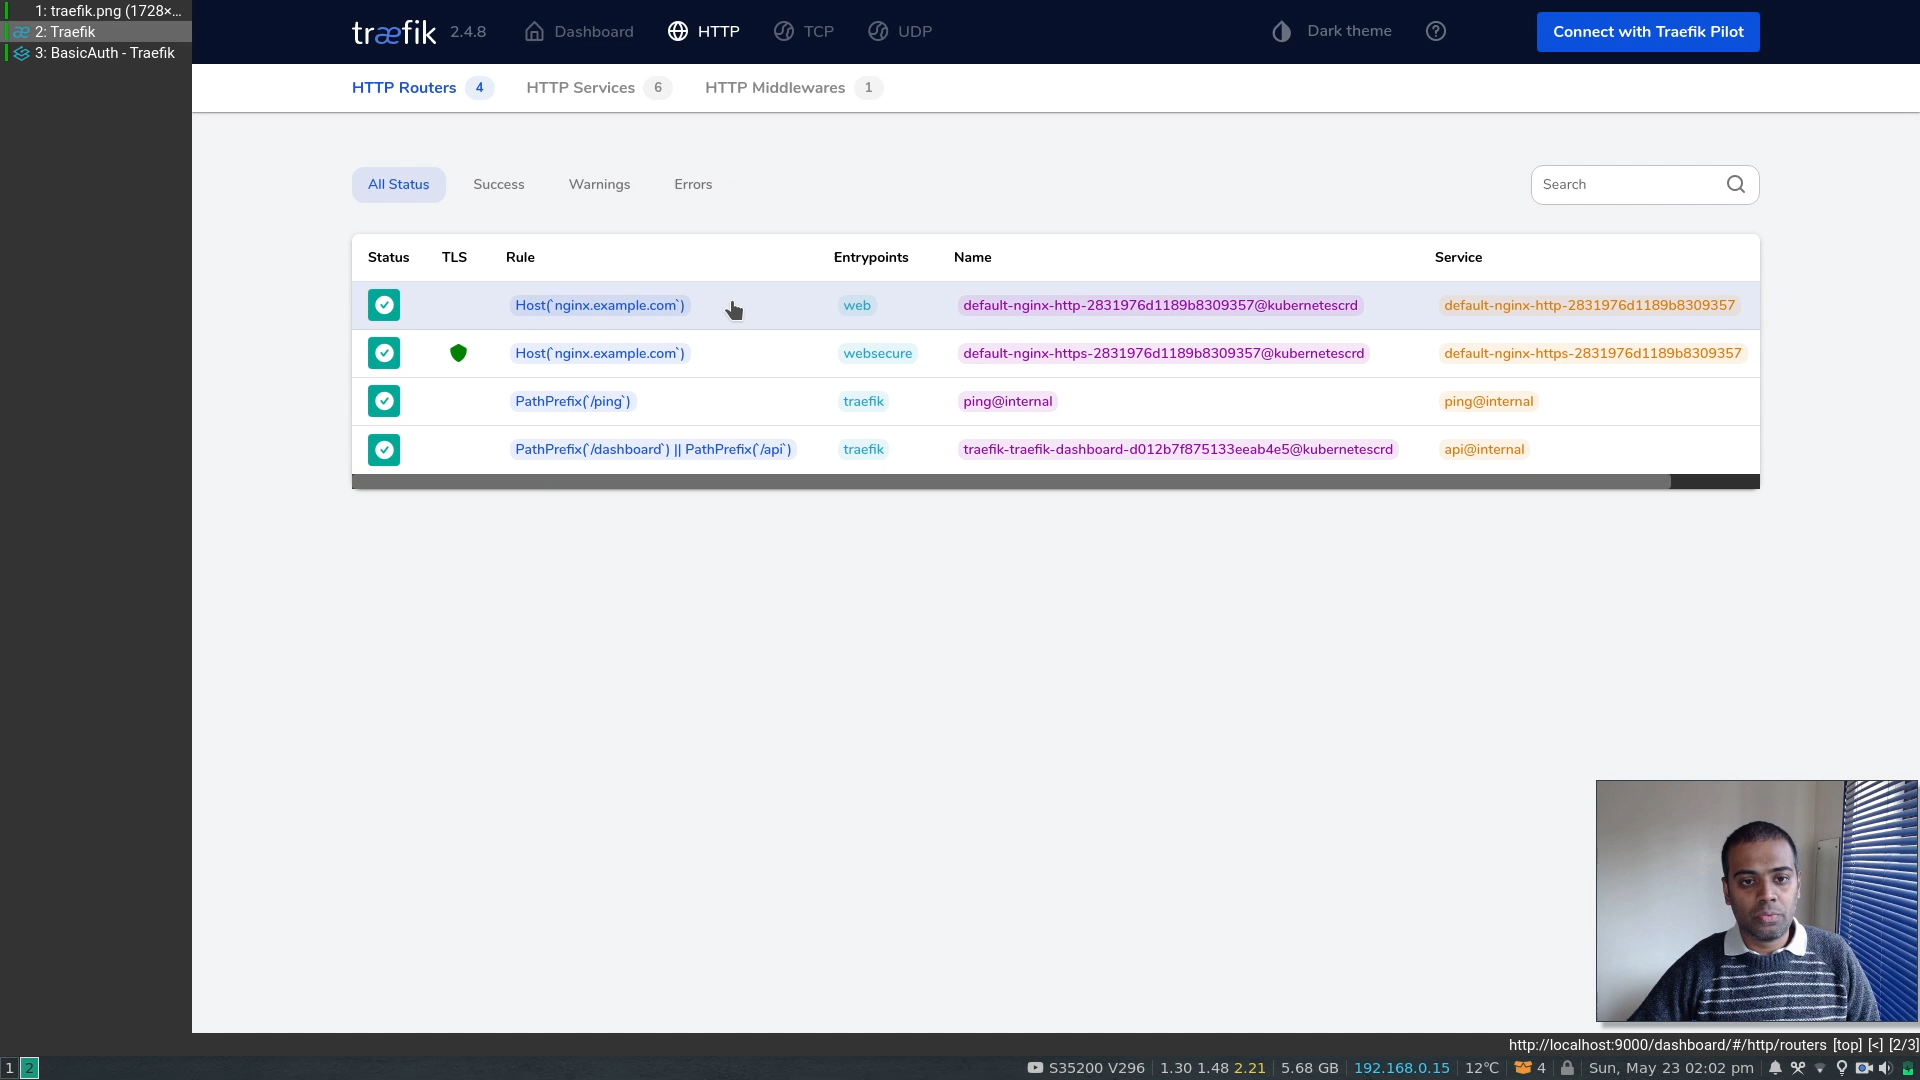 1: traefik.png (1728×...
2: Traefik
3: BasicAuth - Traefik
træfik 2.4.8 Dashboard HTTP TCP UDP Dark theme Connect with Traefik Pilot
HTTP Routers 4 HTTP Services 6 HTTP Middlewares 1
All Status Success Warnings Errors Search
Status TLS Rule Entrypoints Name Service
Host(`nginx.example.com`) web default-nginx-http-2831976d1189b8309357@kubernetescrd default-nginx-http-2831976d1189b8309357
Host(`nginx.example.com`) websecure default-nginx-https-2831976d1189b8309357@kubernetescrd default-nginx-https-2831976d1189b8309357
PathPrefix(`/ping`) traefik ping@internal ping@internal
PathPrefix(`/dashboard`) || PathPrefix(`/api`) traefik traefik-traefik-dashboard-d012b7f875133eeab4e5@kubernetescrd api@internal
http://localhost:9000/dashboard/#/http/routers [top] [<] [2/3]
1 2 S35200 V296 1.30 1.48 2.21 5.68 GB 192.168.0.15 12℃ 4 Sun, May 23 02:02 pm